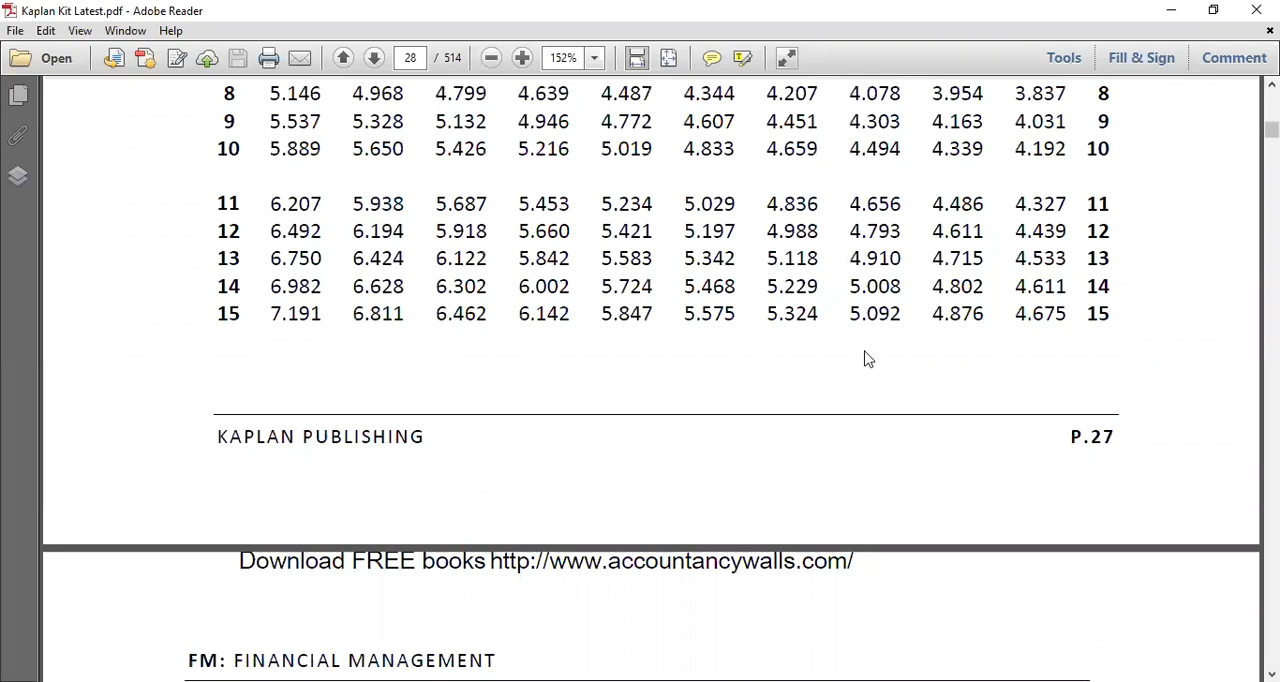 Kaplan Kit Latest.pdf - Adobe Reader
File Edit View Window Help
Open 28 / 514 152% Tools Fill & Sign Comment
8 5.146 4.968 4.799 4.639 4.487 4.344 4.207 4.078 3.954 3.837 8
9 5.537 5.328 5.132 4.946 4.772 4.607 4.451 4.303 4.163 4.031 9
10 5.889 5.650 5.426 5.216 5.019 4.833 4.659 4.494 4.339 4.192 10
11 6.207 5.938 5.687 5.453 5.234 5.029 4.836 4.656 4.486 4.327 11
12 6.492 6.194 5.918 5.660 5.421 5.197 4.988 4.793 4.611 4.439 12
13 6.750 6.424 6.122 5.842 5.583 5.342 5.118 4.910 4.715 4.533 13
14 6.982 6.628 6.302 6.002 5.724 5.468 5.229 5.008 4.802 4.611 14
15 7.191 6.811 6.462 6.142 5.847 5.575 5.324 5.092 4.876 4.675 15
KAPLAN PUBLISHING P.27
Download FREE books http://www.accountancywalls.com/
FM: FINANCIAL MANAGEMENT